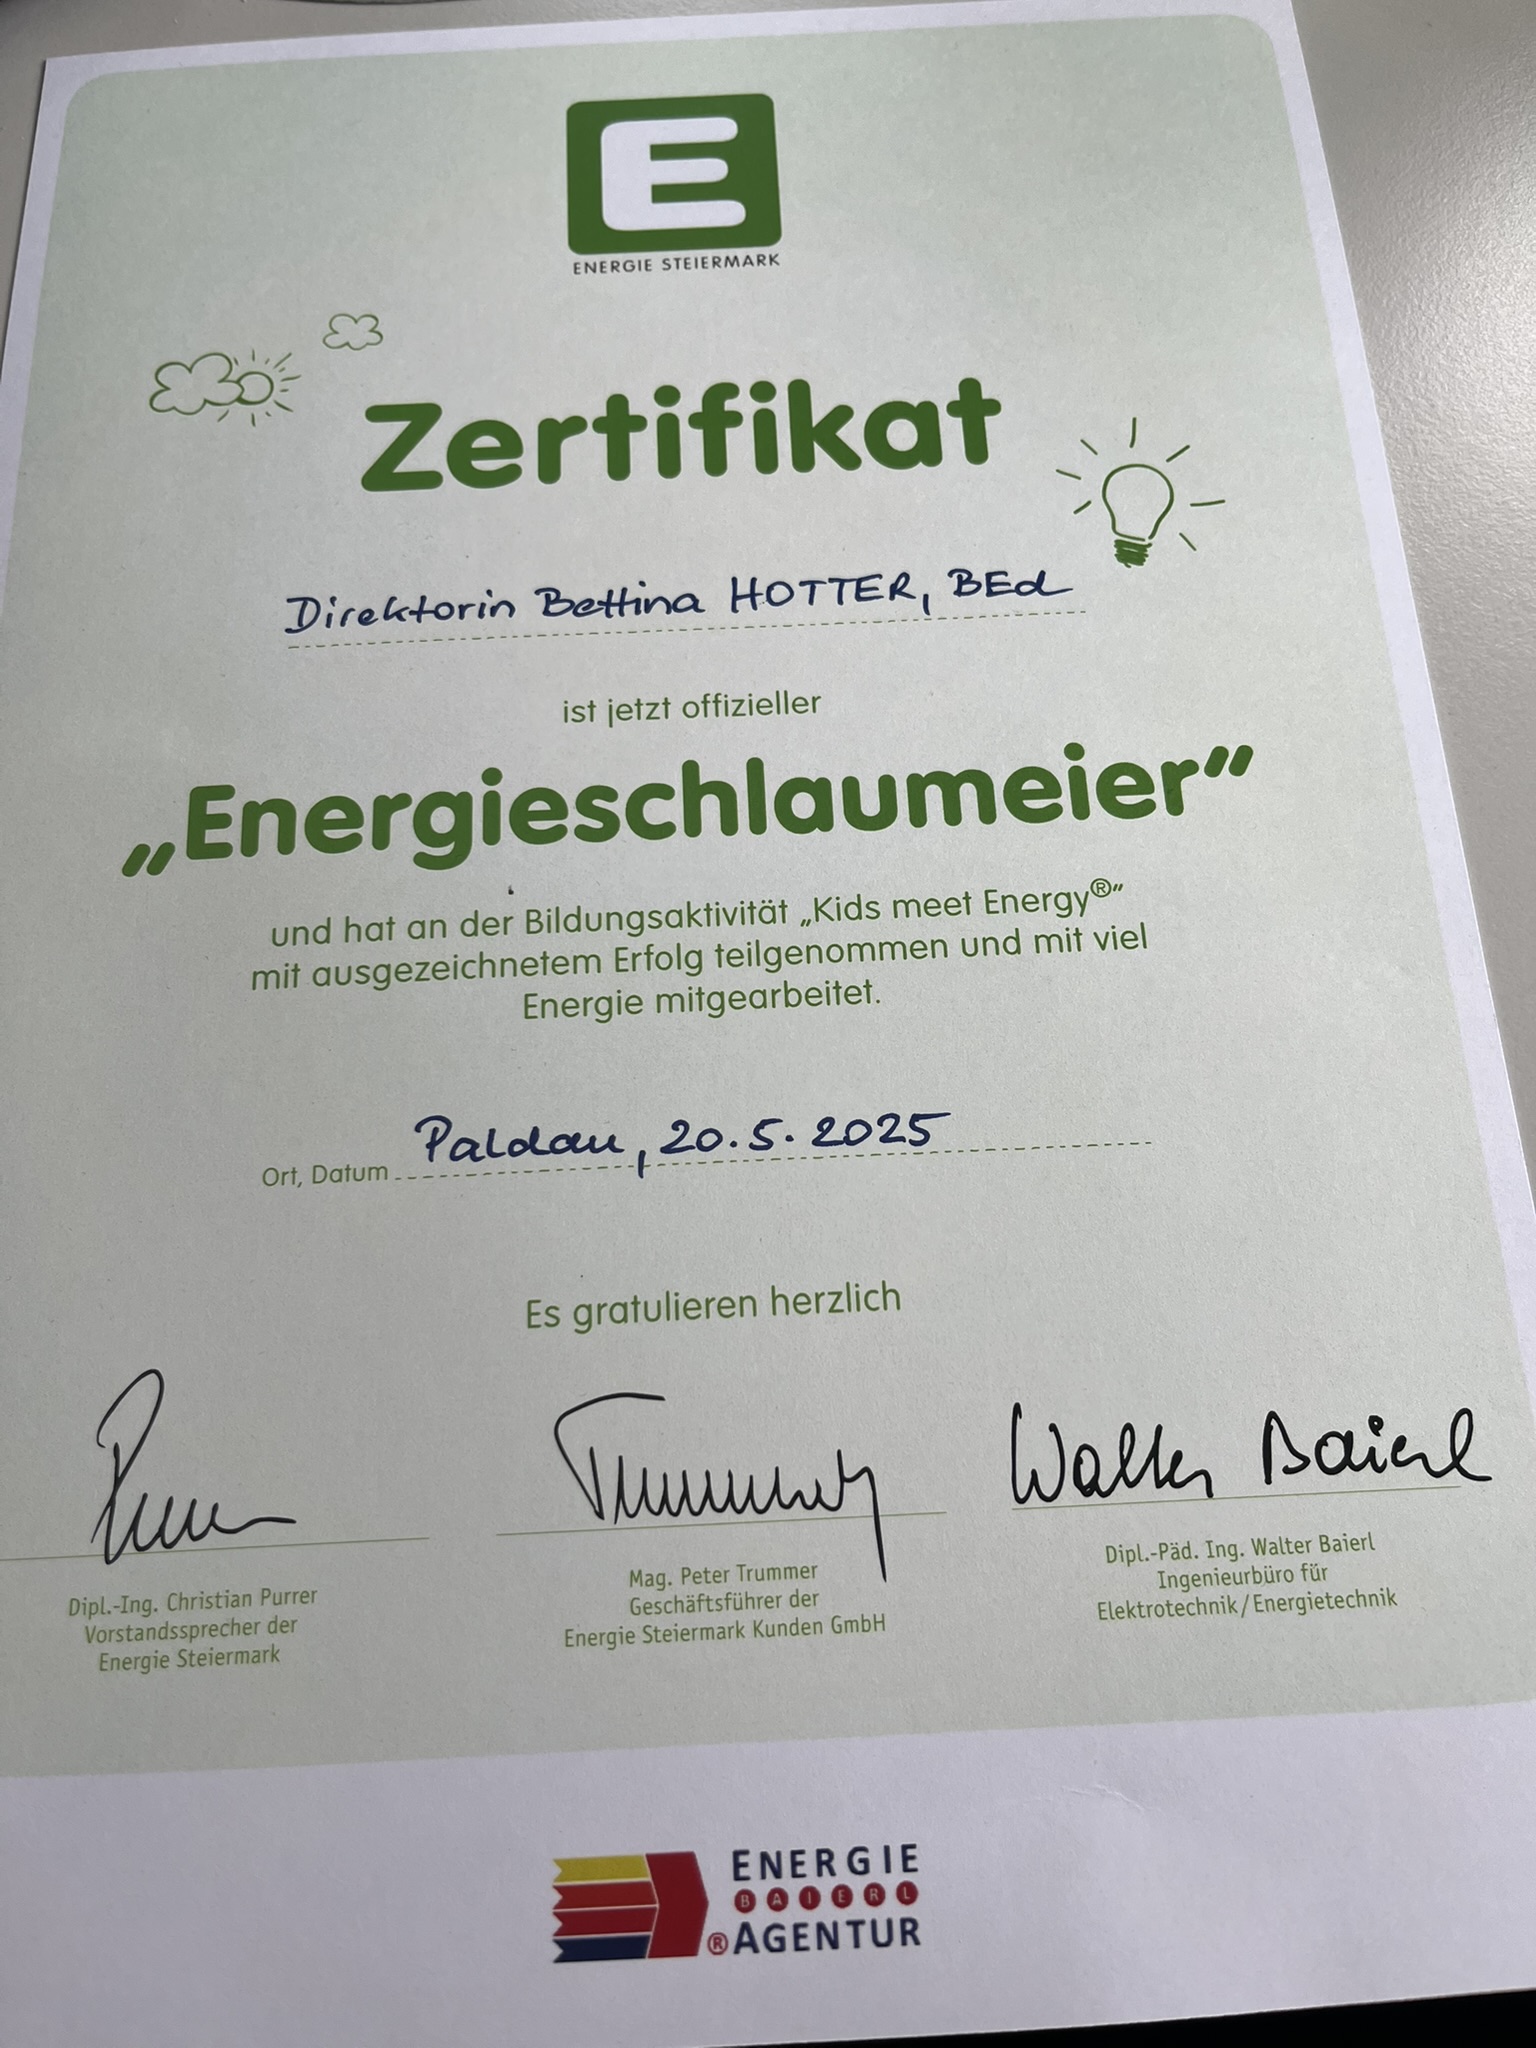 E
ENERGIE STEIERMARK
Zertifikat
Direktorin Bettina HOTTER, BEd
ist jetzt offizieller
„Energieschlaumeier“
und hat an der Bildungsaktivität „Kids meet Energy®“
mit ausgezeichnetem Erfolg teilgenommen und mit viel
Energie mitgearbeitet.
Ort, Datum Paldau, 20.5.2025
Es gratulieren herzlich
Purrer
Trummer
Walter Baierl
Dipl.-Ing. Christian Purrer
Vorstandssprecher der
Energie Steiermark
Mag. Peter Trummer
Geschäftsführer der
Energie Steiermark Kunden GmbH
Dipl.-Päd. Ing. Walter Baierl
Ingenieurbüro für
Elektrotechnik/Energietechnik
ENERGIE
BAIERL
®AGENTUR